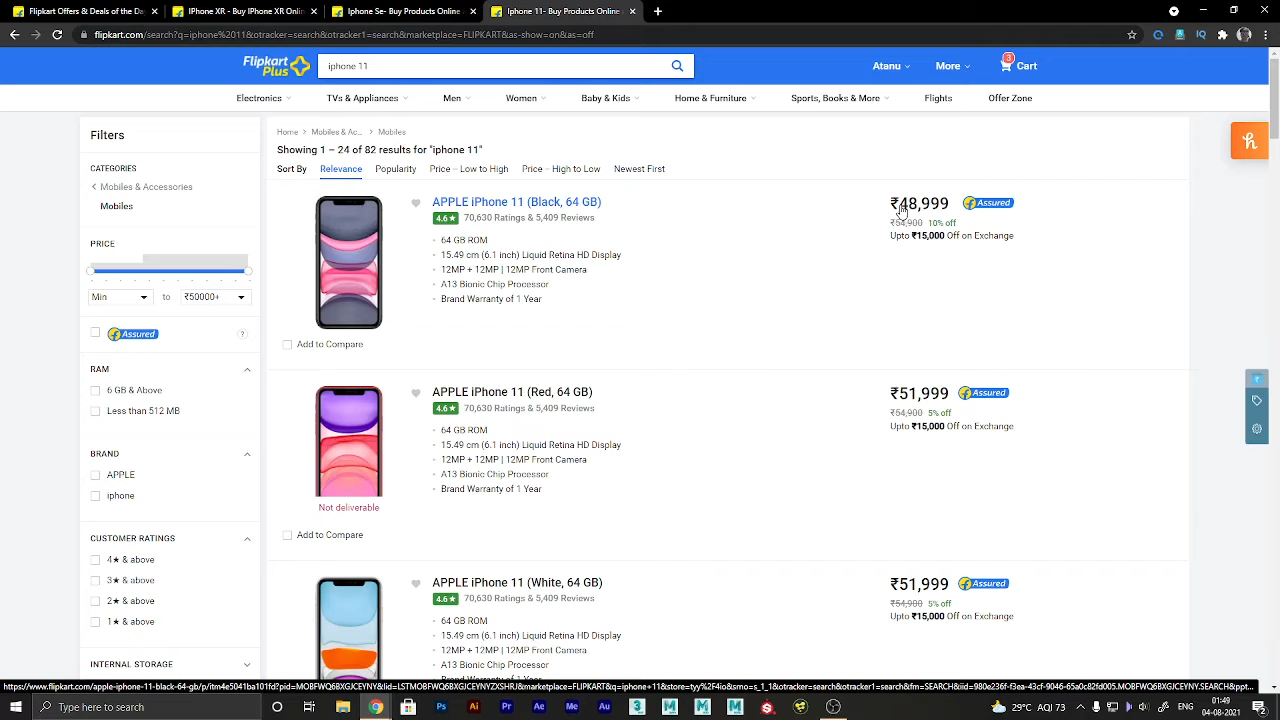 Flipkart Offers & Deals of the Da
IPhone XR - Buy IPhone XR Onlin
Iphone Se- Buy Products Online
Iphone 11- Buy Products Online
flipkart.com/search?q=iphone%2011&otracker=search&otracker1=search&marketplace=FLIPKART&as-show=on&as=off
Flipkart
Plus
iphone 11
Atanu
More
3
Cart
Electronics
TVs & Appliances
Men
Women
Baby & Kids
Home & Furniture
Sports, Books & More
Flights
Offer Zone
Filters
CATEGORIES
Mobiles & Accessories
Mobiles
PRICE
Min
to
₹50000+
Assured
?
RAM
6 GB & Above
Less than 512 MB
BRAND
APPLE
iphone
CUSTOMER RATINGS
4★ & above
3★ & above
2★ & above
1★ & above
INTERNAL STORAGE
Home > Mobiles & Ac... > Mobiles
Showing 1 – 24 of 82 results for "iphone 11"
Sort By Relevance Popularity Price -- Low to High Price -- High to Low Newest First
APPLE iPhone 11 (Black, 64 GB)
4.6★ 70,630 Ratings & 5,409 Reviews
64 GB ROM
15.49 cm (6.1 inch) Liquid Retina HD Display
12MP + 12MP | 12MP Front Camera
A13 Bionic Chip Processor
Brand Warranty of 1 Year
Add to Compare
₹48,999 Assured
₹54,900 10% off
Upto ₹15,000 Off on Exchange
APPLE iPhone 11 (Red, 64 GB)
4.6★ 70,630 Ratings & 5,409 Reviews
64 GB ROM
15.49 cm (6.1 inch) Liquid Retina HD Display
12MP + 12MP | 12MP Front Camera
A13 Bionic Chip Processor
Brand Warranty of 1 Year
Not deliverable
Add to Compare
₹51,999 Assured
₹54,900 5% off
Upto ₹15,000 Off on Exchange
APPLE iPhone 11 (White, 64 GB)
4.6★ 70,630 Ratings & 5,409 Reviews
64 GB ROM
15.49 cm (6.1 inch) Liquid Retina HD Display
12MP + 12MP | 12MP Front Camera
A13 Bionic Chip Processor
Brand Warranty of 1 Year
₹51,999 Assured
₹54,900 5% off
Upto ₹15,000 Off on Exchange
Type here to search
29°C AQI 73
01:49
04-08-2021